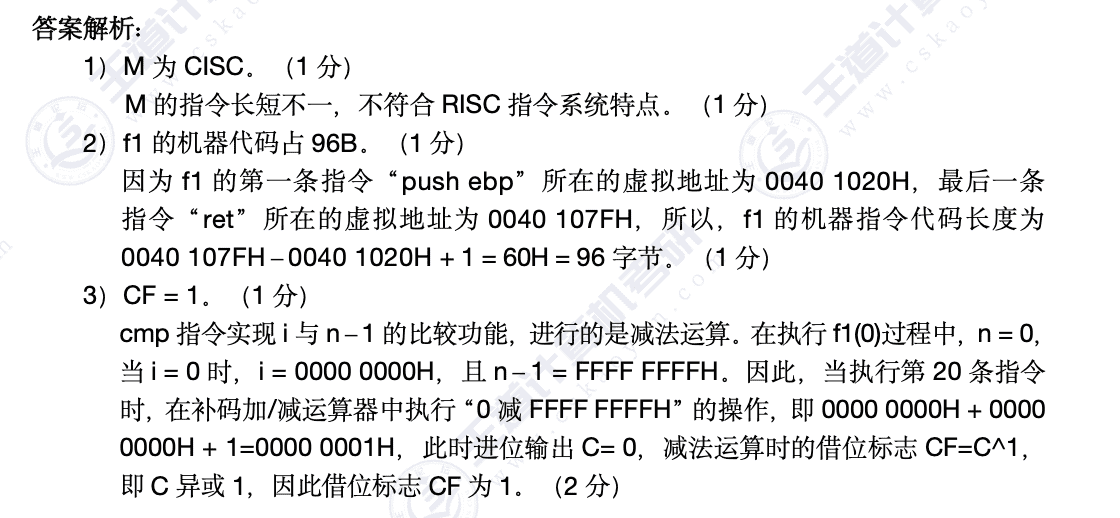 答案解析：
1）M 为 CISC。（1 分）
M 的指令长短不一，不符合 RISC 指令系统特点。（1 分）
2）f1 的机器代码占 96B。（1 分）
因为 f1 的第一条指令“push ebp”所在的虚拟地址为 0040 1020H，最后一条
指令“ret”所在的虚拟地址为 0040 107FH，所以，f1 的机器指令代码长度为
0040 107FH－0040 1020H + 1 = 60H = 96 字节。（1 分）
3）CF = 1。（1 分）
cmp 指令实现 i 与 n－1 的比较功能，进行的是减法运算。在执行 f1(0)过程中，n = 0，
当 i = 0 时，i = 0000 0000H，且 n－1 = FFFF FFFFH。因此，当执行第 20 条指令
时，在补码加/减运算器中执行“0 减 FFFF FFFFH”的操作，即 0000 0000H + 0000
0000H + 1=0000 0001H，此时进位输出 C= 0，减法运算时的借位标志 CF=C^1，
即 C 异或 1，因此借位标志 CF 为 1。（2 分）